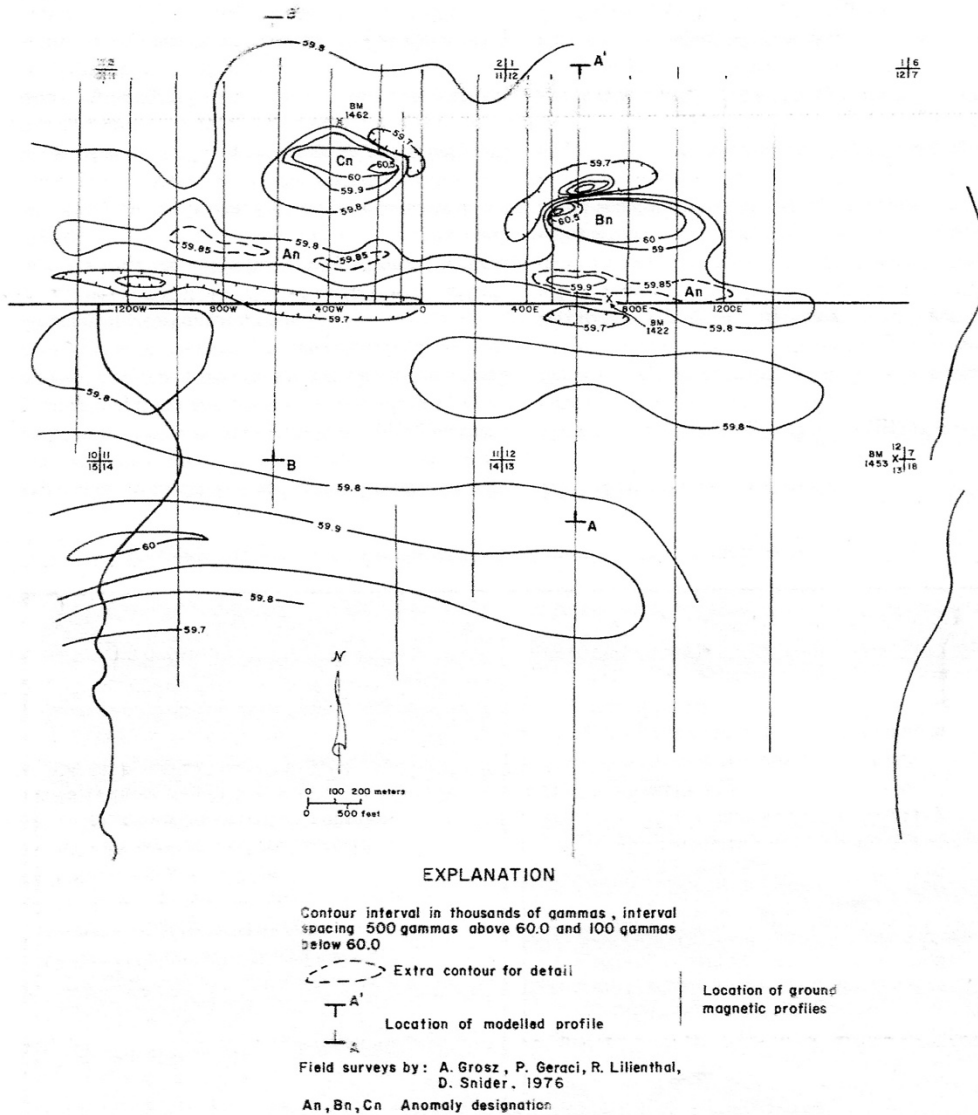 B'
59.8
2|1
11|12
A'
1|6
12|7
BM
1462
59.7
59.7
Cn
60.5
60
59.9
59.8
60.5
Bn
60
59
59.8
59.85
An
59.85
59.85
59.9
An
1200W
800W
400W
0
400E
800E
1200E
59.7
59.7
BM
1422
59.8
59.8
59.8
10|11
15|14
B
11|12
14|13
BM
1453
X
12
7
13
18
59.8
A
59.9
60
59.8
59.7
N
0 100 200 meters
0 500 feet
EXPLANATION
Contour interval in thousands of gammas, interval
spacing 500 gammas above 60.0 and 100 gammas
below 60.0
Extra contour for detail
A'
Location of modelled profile
A
Location of ground
magnetic profiles
Field surveys by: A. Grosz, P. Geraci, R. Lilienthal,
D. Snider, 1976
An, Bn, Cn Anomaly designation